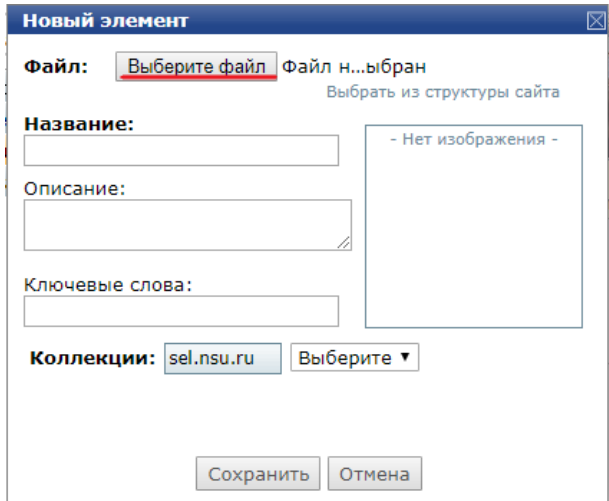 Новый элемент
Файл: Выберите файл Файл н...ыбран
Выбрать из структуры сайта
Название:
- Нет изображения -
Описание:
Ключевые слова:
Коллекции: sel.nsu.ru Выберите
Сохранить Отмена